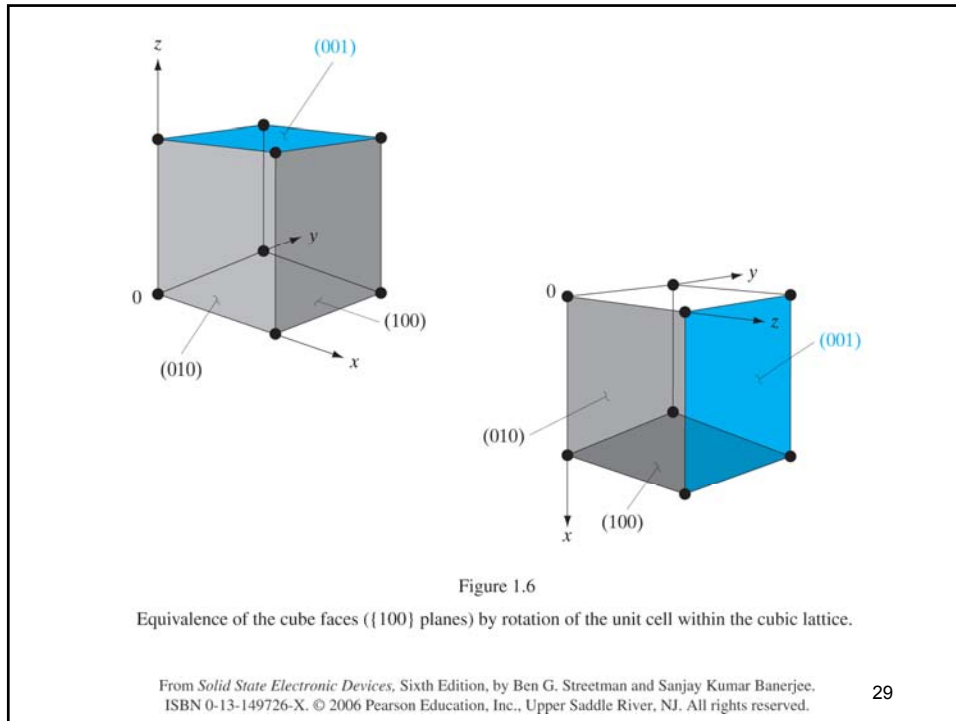 z
(001)
y
0
(100)
x
(010)
0
y
z
(001)
(010)
(100)
x
Figure 1.6
Equivalence of the cube faces ({100} planes) by rotation of the unit cell within the cubic lattice.
From Solid State Electronic Devices, Sixth Edition, by Ben G. Streetman and Sanjay Kumar Banerjee.
ISBN 0-13-149726-X. © 2006 Pearson Education, Inc., Upper Saddle River, NJ. All rights reserved.
29